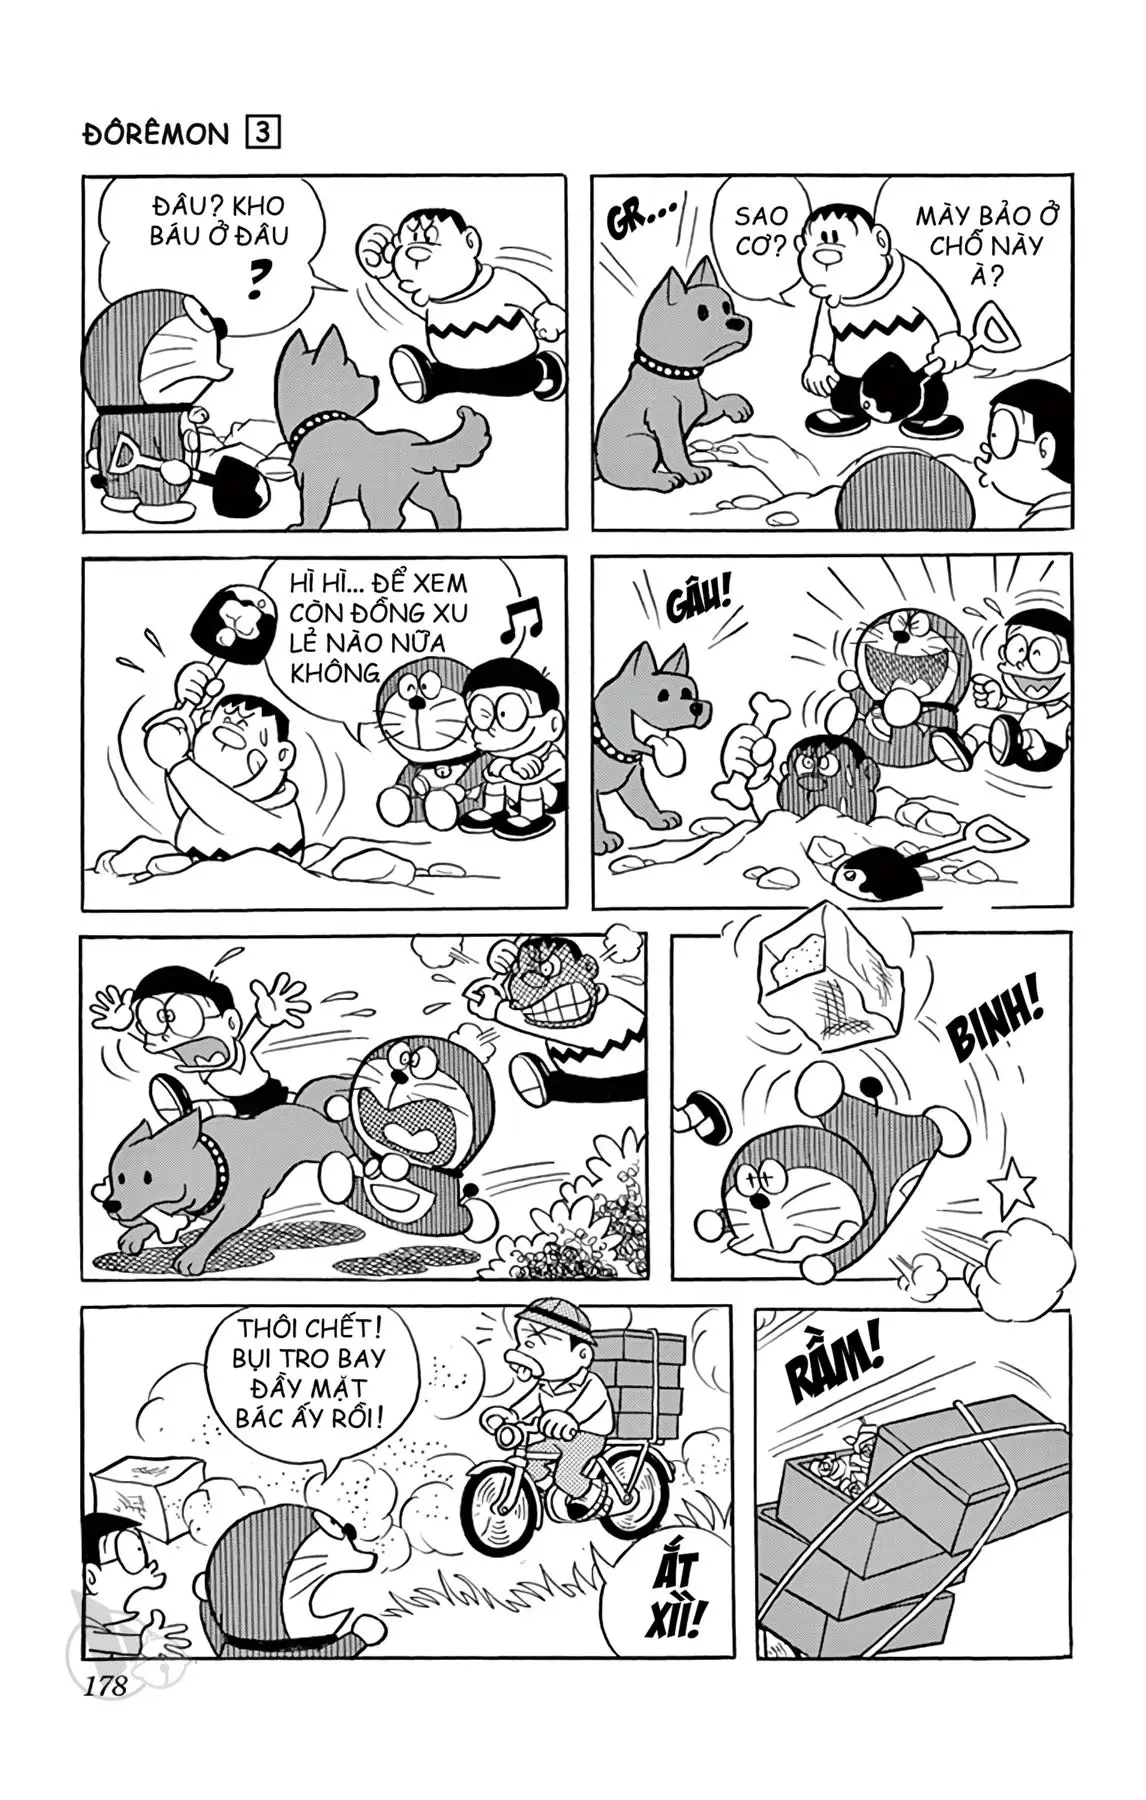 ĐÔRÊMON 3
ĐÂU? KHO
BÁU Ở ĐÂU
?
GR...
SAO
CƠ?
MÀY BẢO Ở
CHỖ NÀY
À?
HÌ HÌ... ĐỂ XEM
CÒN ĐỒNG XU
LẺ NÀO NỮA
KHÔNG
GÂU!
BỊNH!
THÔI CHẾT!
BỤI TRO BAY
ĐẦY MẶT
BÁC ẤY RỒI!
ẮT
XÌÌ!
RẦM!
178